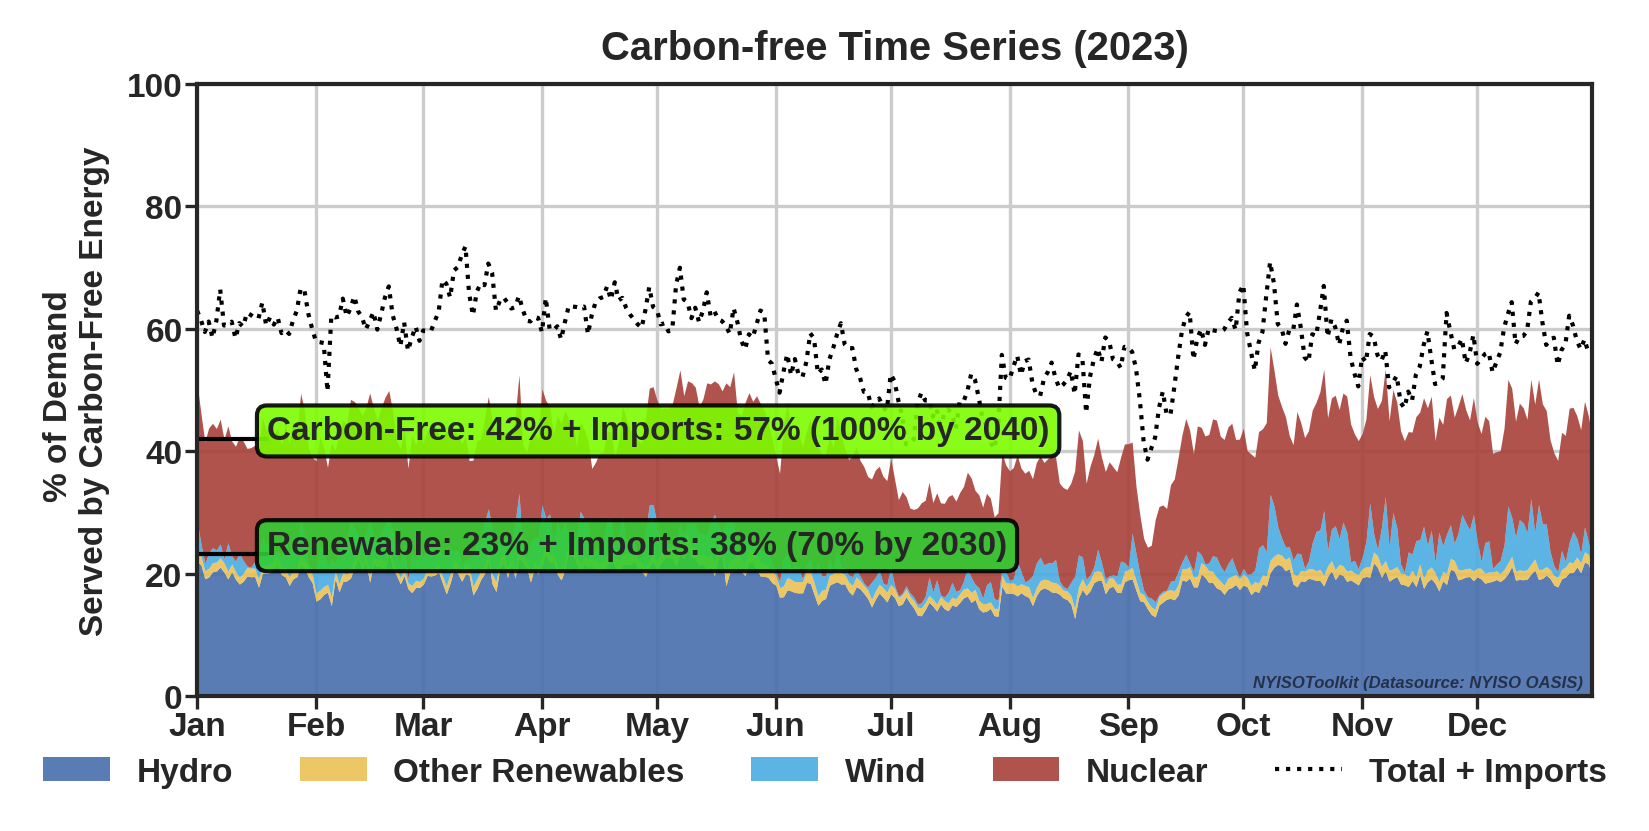 Carbon-free Time Series (2023)
% of Demand
Served by Carbon-Free Energy
100
80
60
40
20
0
Carbon-Free: 42% + Imports: 57% (100% by 2040)
Renewable: 23% + Imports: 38% (70% by 2030)
NYISOToolkit (Datasource: NYISO OASIS)
Jan Feb Mar Apr May Jun Jul Aug Sep Oct Nov Dec
Hydro Other Renewables Wind Nuclear Total + Imports